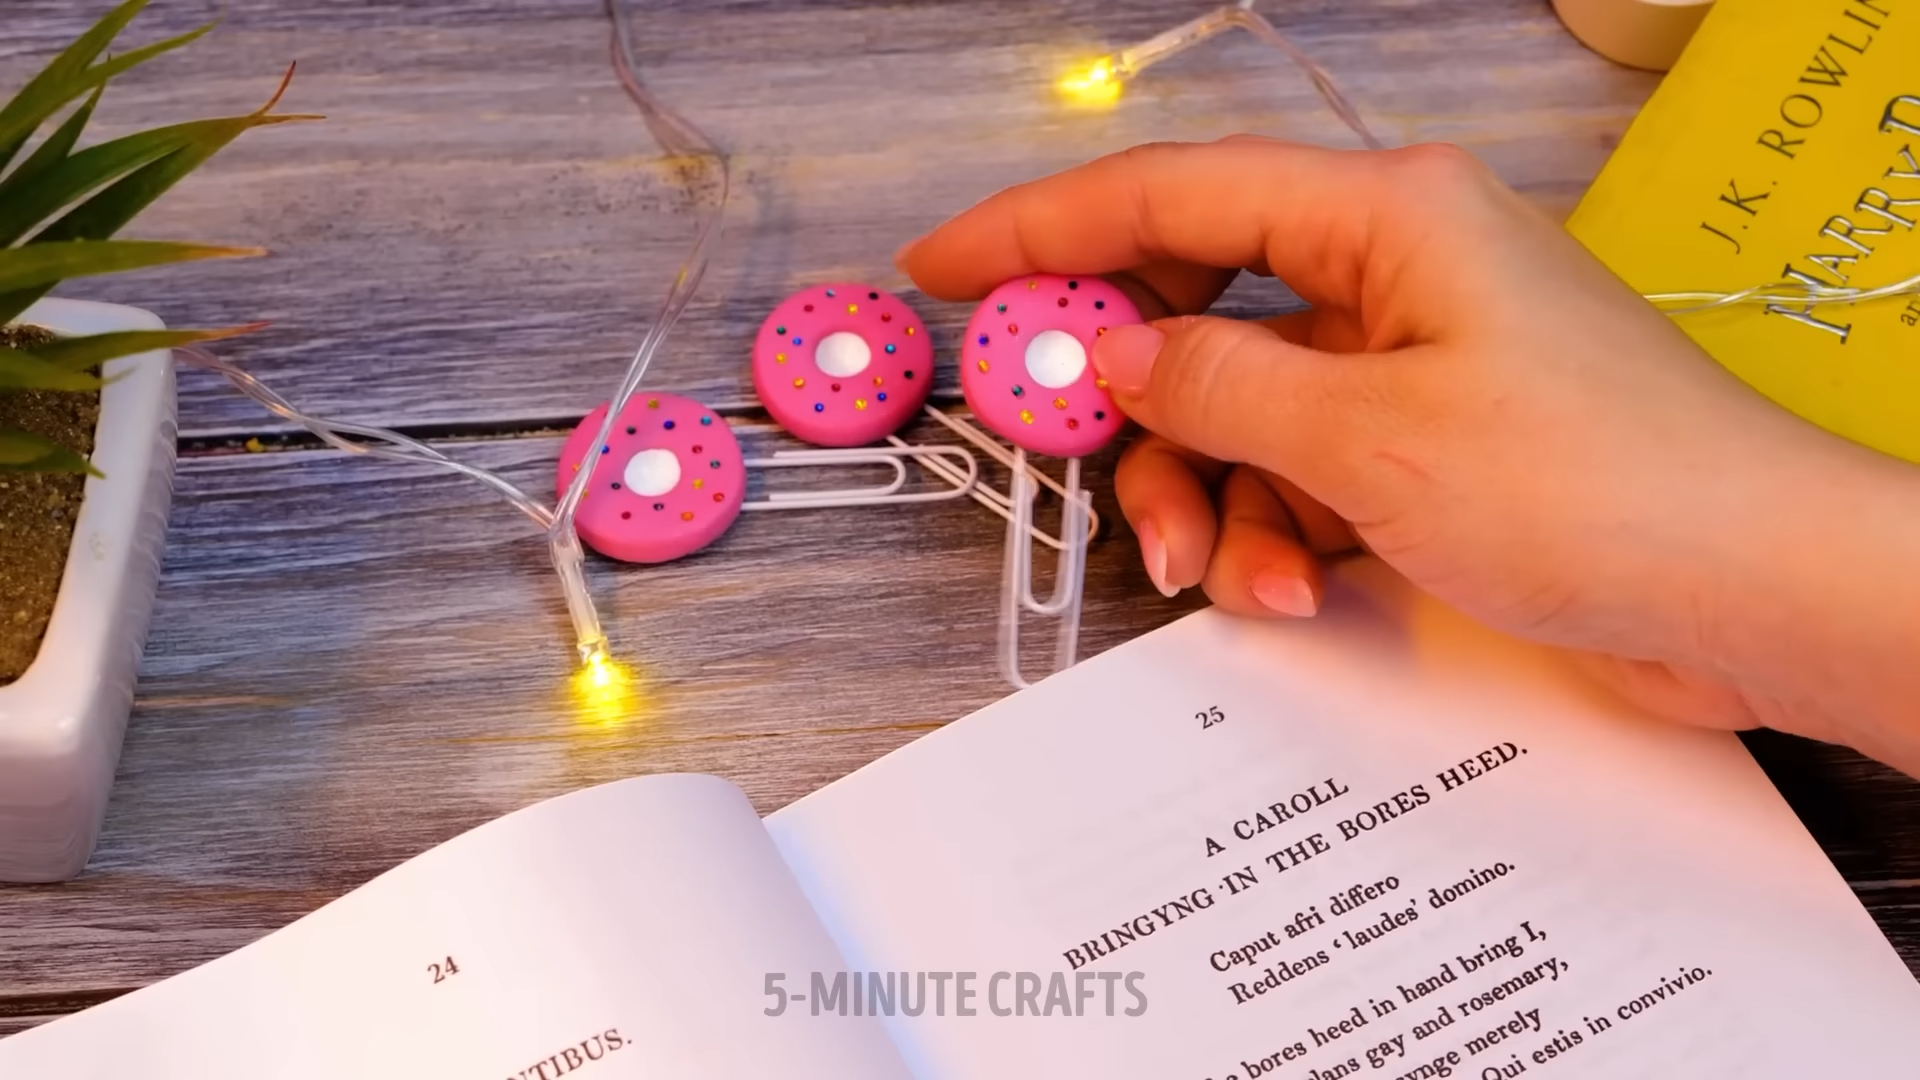 J.K. ROWLIN
HARRY
24
NTIBUS.
25
A CAROLL
BRINGYNG IN THE BORES HEED.
Caput afri differo
Reddens ‘ laudes’ domino.
bores heed in hand bring I,
gay and rosemary,
merely
Qui estis in convivio.
5-MINUTE CRAFTS